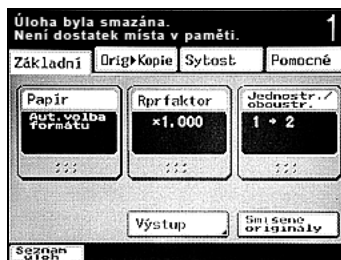 Úloha byla smazána.
Není dostatek místa v paměti.
1
Základní
Orig▸Kopie
Sytost
Pomocné
Papír
Aut.volba
formátu
Rprfaktor
×1.000
Jednostr./
oboustr.
1 → 2
Výstup
Smíšené
originály
Seznam
úloh